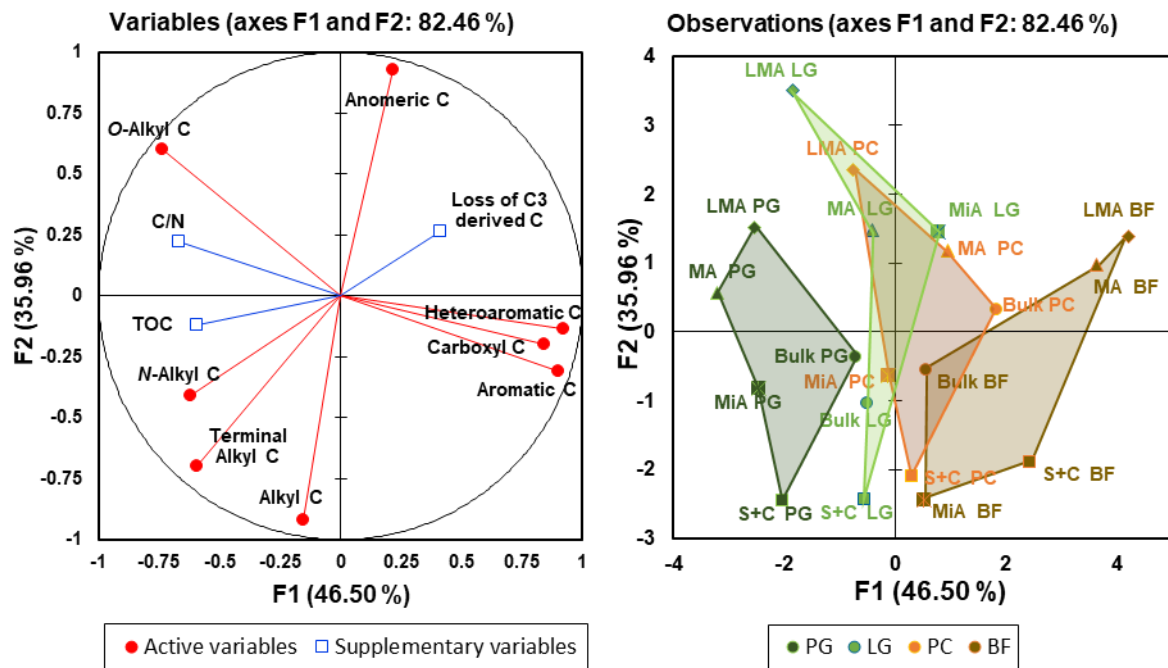 Variables (axes F1 and F2: 82.46 %)
1
0.75
0.5
0.25
0
-0.25
-0.5
-0.75
-1
F2 (35.96 %)
Anomeric C
O-Alkyl C
Loss of C3
derived C
C/N
TOC
Heteroaromatic C
Carboxyl C
Aromatic C
N-Alkyl C
Terminal
Alkyl C
Alkyl C
-1 -0.75 -0.5 -0.25 0 0.25 0.5 0.75 1
F1 (46.50 %)
Active variables Supplementary variables
Observations (axes F1 and F2: 82.46 %)
4
3
2
1
0
-1
-2
-3
F2 (35.96 %)
LMA LG
LMA PC
LMA PG
MA LG
MiA LG
LMA BF
MA PC
MA PG
MA BF
Bulk PC
Bulk PG
MiA PC
Bulk BF
MiA PG
Bulk LG
S+C PC
S+C BF
S+C PG
S+C LG
MiA BF
-4 -2 0 2 4
F1 (46.50 %)
PG LG PC BF